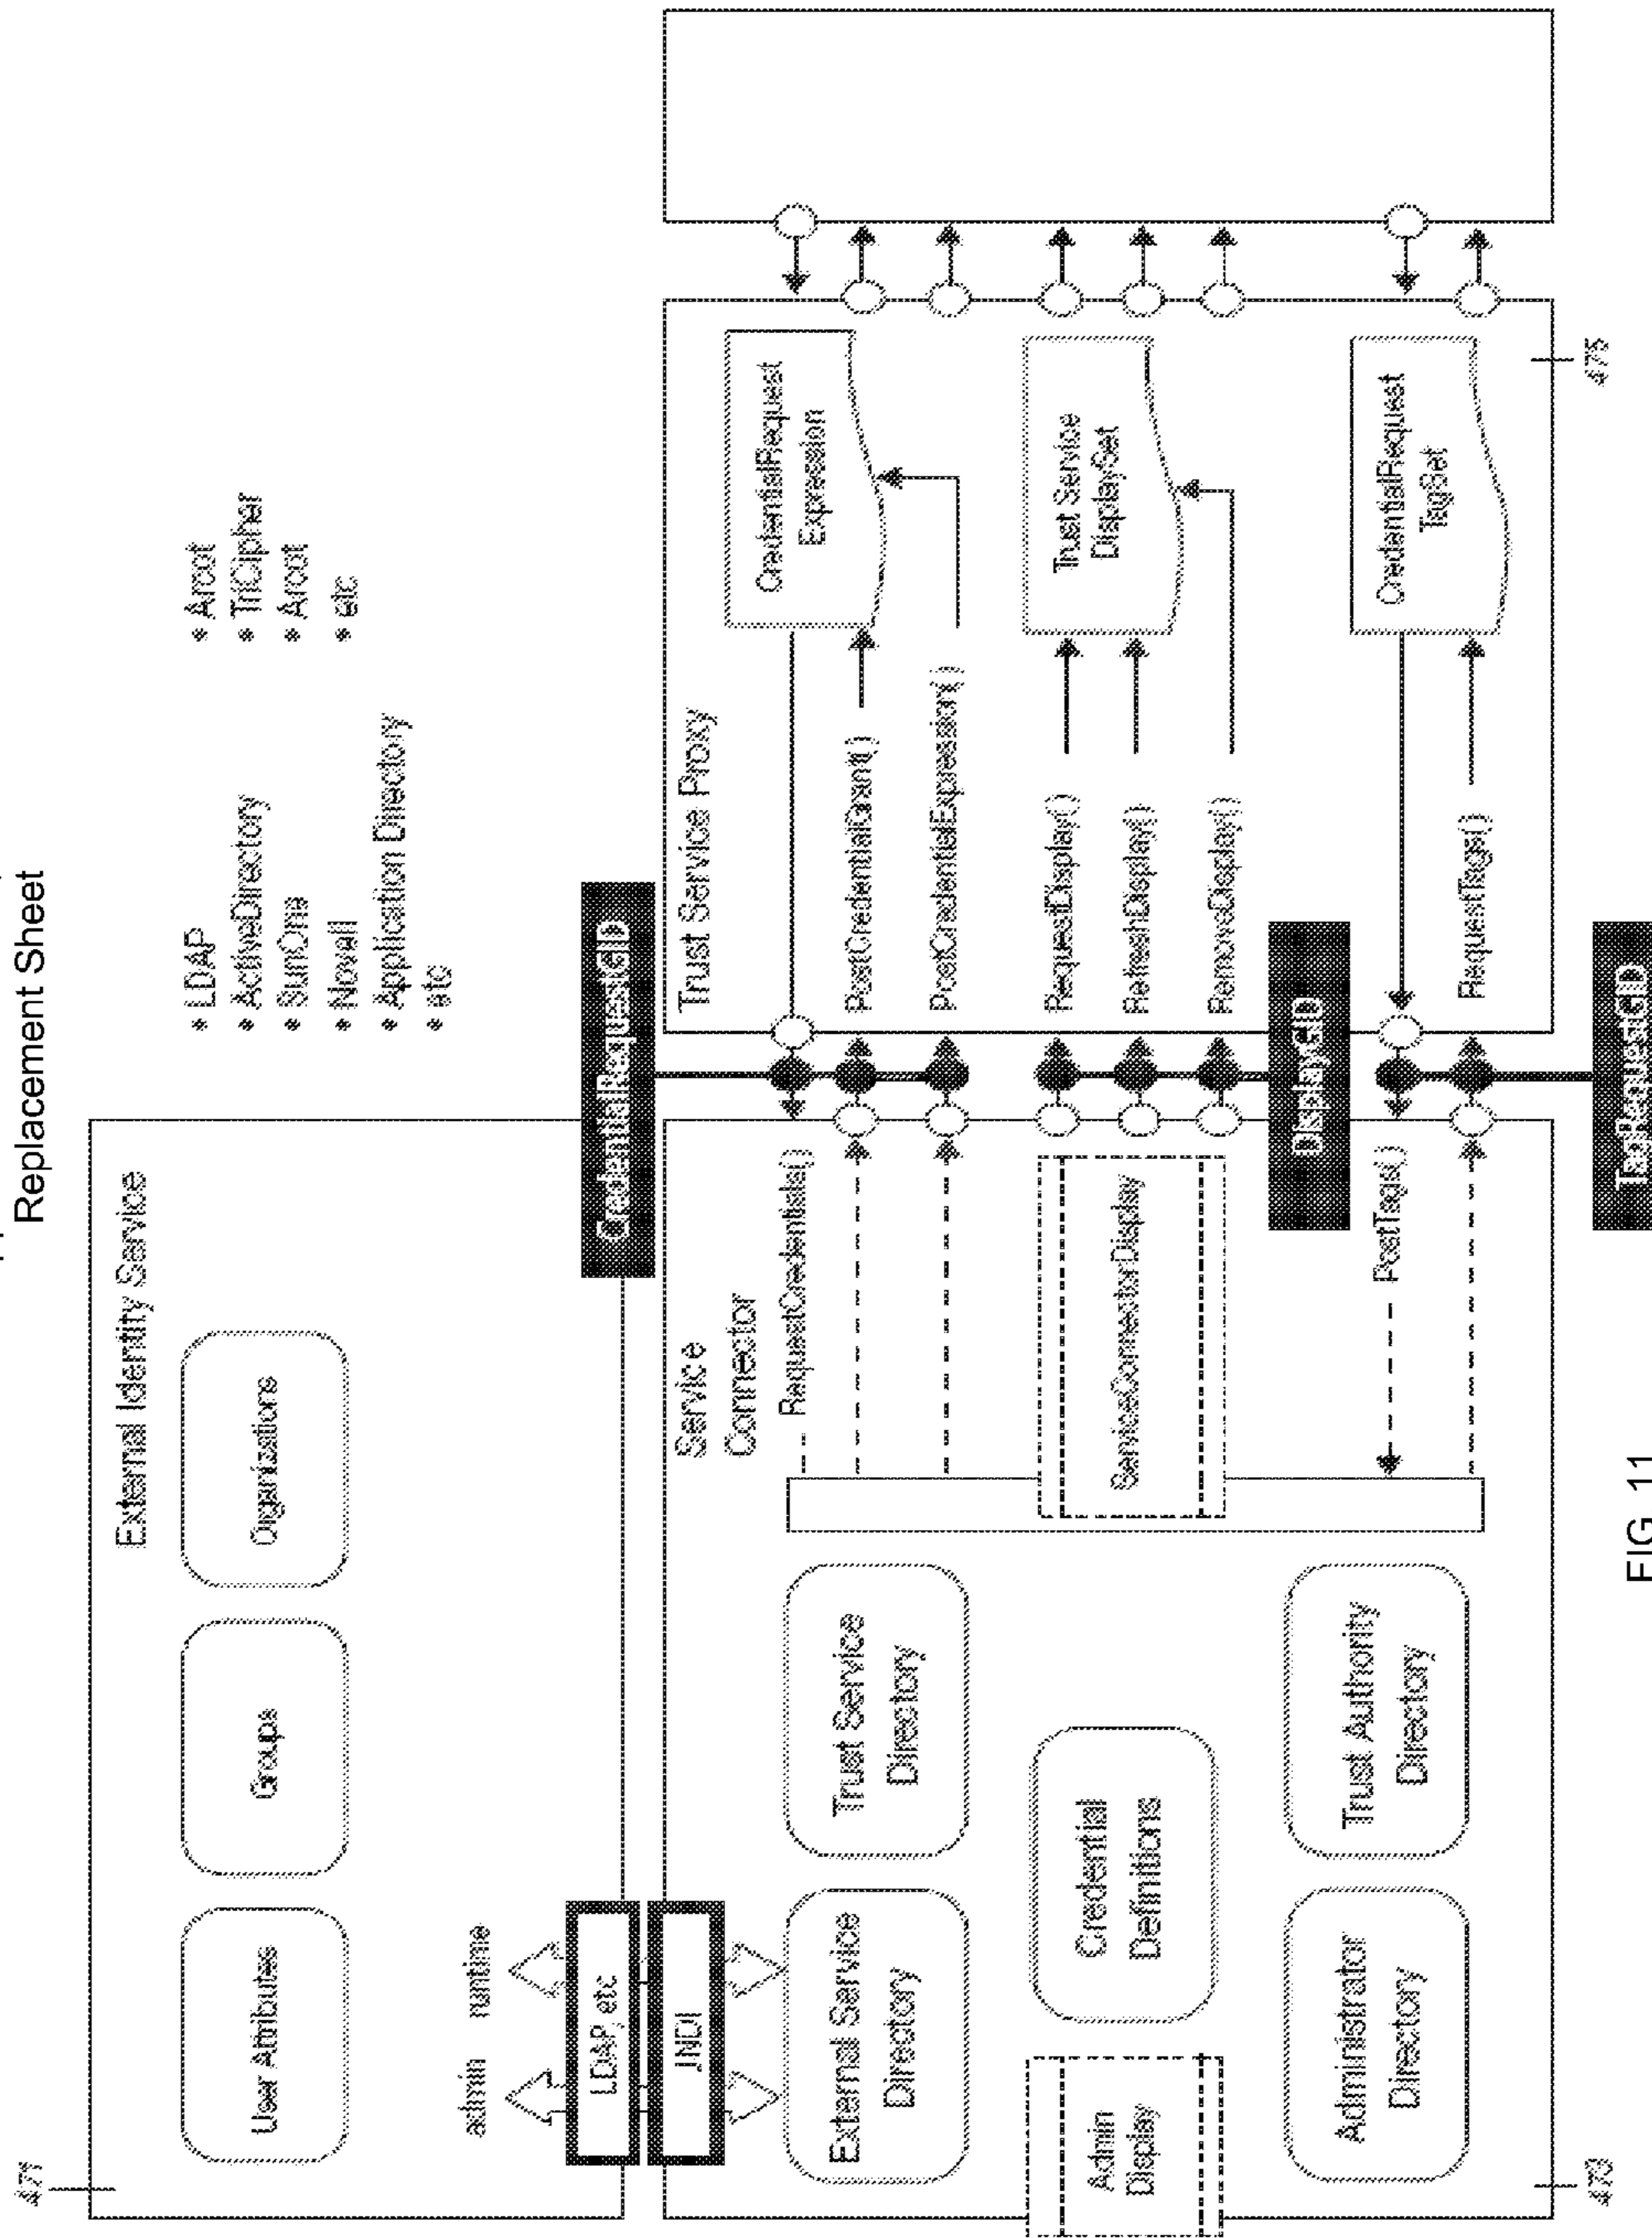 Replacement Sheet
471
External Identity Service
User Attributes
Groups
Organizations
• LDAP
• ActiveDirectory
• SunOne
• Novell
• Application Directory
• etc
• Arcot
• TriCipher
• Arcot
• etc
admin
runtime
LDAP, etc
JNDI
CredentialRequestGID
Service
Connector
External Service
Directory
Trust Service
Directory
Admin
Display
Credential
Definitions
Administrator
Directory
Trust Authority
Directory
RequestCredentials()
ServiceConnectorDisplay
PostTags()
473
Trust Service Proxy
PostCredentialGrant()
PostCredentialExpression()
CredentialRequest
Expression
RequestDisplay()
RefreshDisplay()
RemoveDisplay()
Trust Service
DisplaySet
DisplayGID
CredentialRequest
TagSet
RequestTags()
TagRequestGID
475
FIG. 11